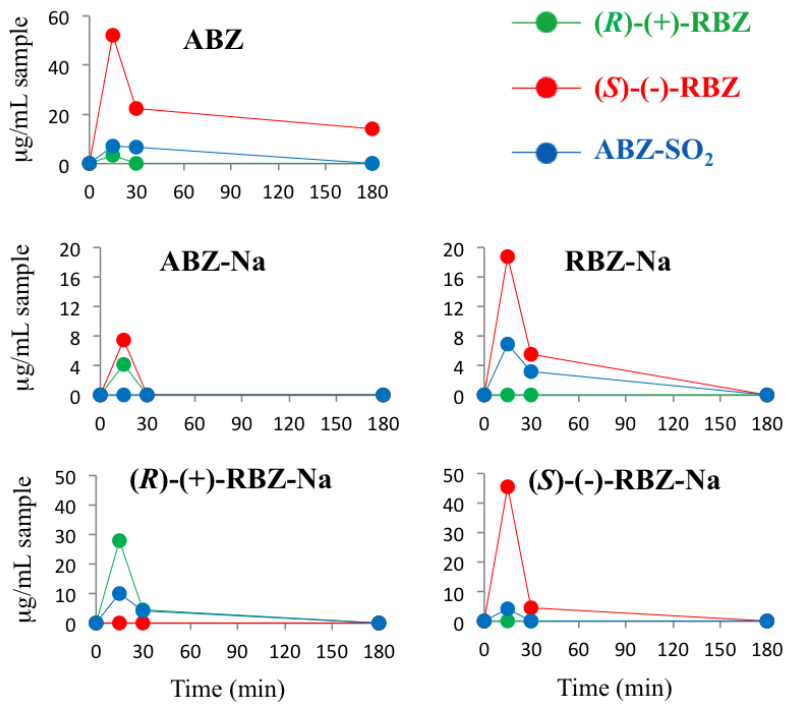 ABZ
(R)-(+)-RBZ
(S)-(-)-RBZ
ABZ-SO₂
µg/mL sample
60
40
20
0
0 30 60 90 120 150 180
ABZ-Na
µg/mL sample
20
16
12
8
4
0
0 30 60 90 120 150 180
RBZ-Na
20
16
12
8
4
0
0 30 60 90 120 150 180
(R)-(+)-RBZ-Na
µg/mL sample
50
40
30
20
10
0
0 30 60 90 120 150 180
Time (min)
(S)-(-)-RBZ-Na
50
40
30
20
10
0
0 30 60 90 120 150 180
Time (min)